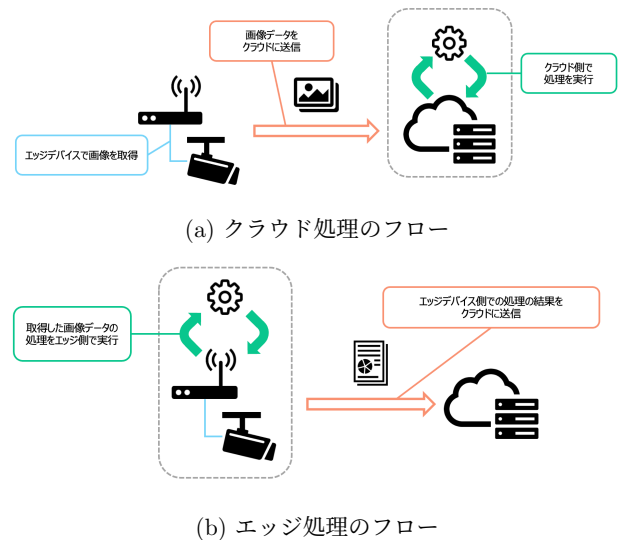 画像データを
クラウドに送信
クラウド側で
処理を実行
エッジデバイスで画像を取得
(a) クラウド処理のフロー
取得した画像データの
処理をエッジ側で実行
エッジデバイス側での処理の結果を
クラウドに送信
(b) エッジ処理のフロー